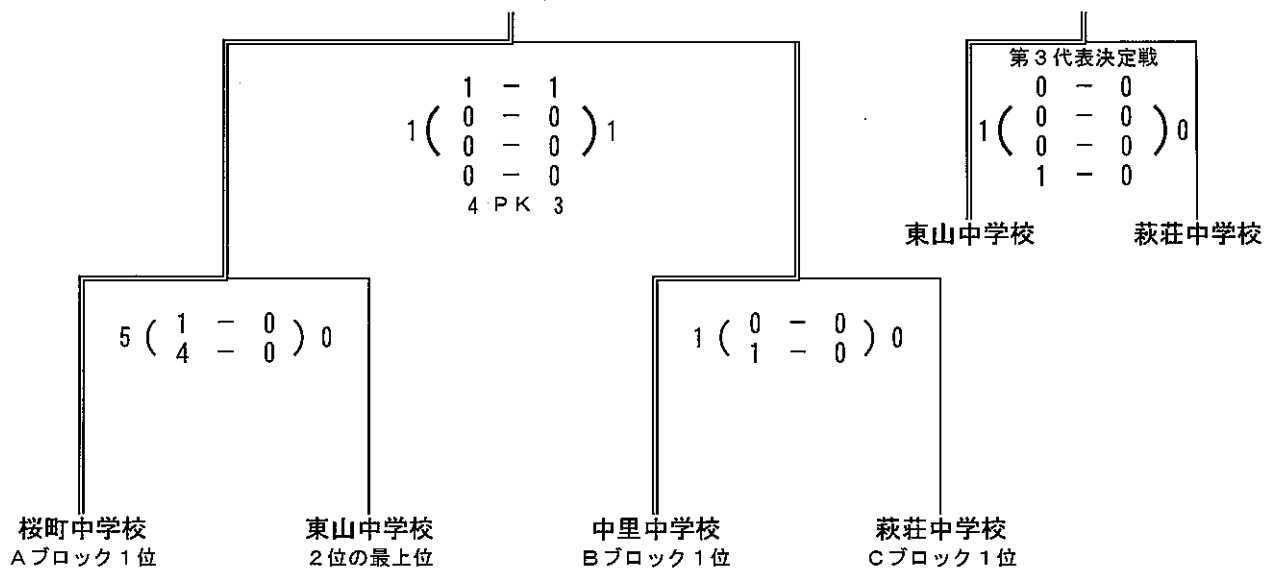 第3代表決定戦
1 - 1
0 - 0
1 ( 0 - 0 ) 1
0 - 0
4 PK 3
0 - 0
0 - 0
1 ( 0 - 0 ) 0
1 - 0
東山中学校 萩荘中学校
5 ( 1 - 0 ) 0
4 - 0
1 ( 0 - 0 ) 0
1 - 0
桜町中学校 東山中学校 中里中学校 萩荘中学校
Aブロック1位 2位の最上位 Bブロック1位 Cブロック1位